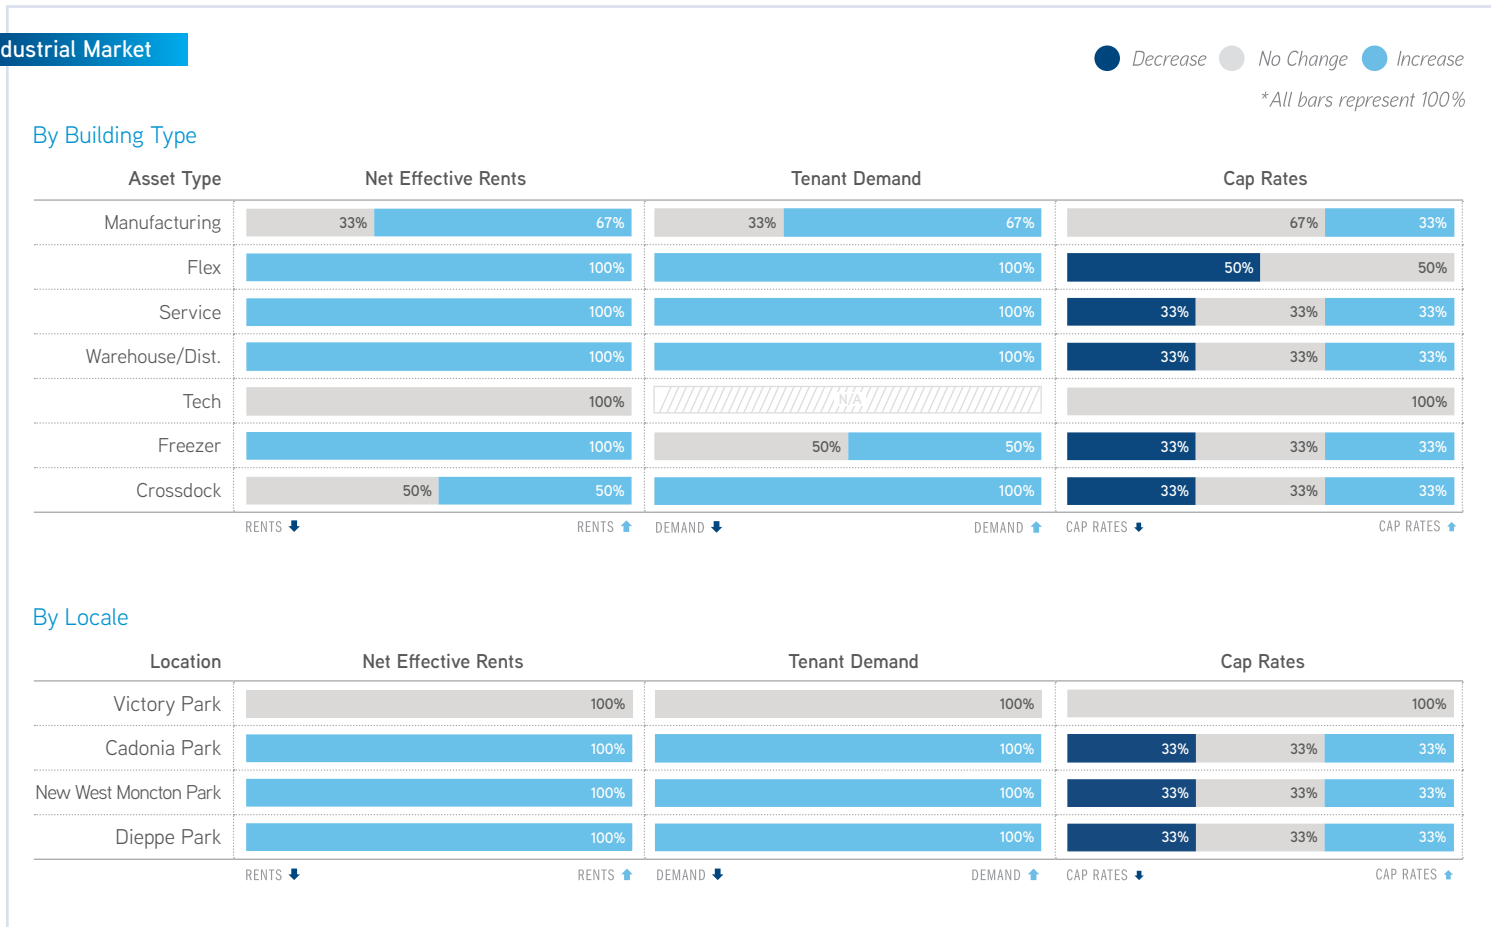 dustrial Market
Decrease No Change Increase
*All bars represent 100%
By Building Type
Asset Type Net Effective Rents Tenant Demand Cap Rates
Manufacturing 33% 67% 33% 67% 67% 33%
Flex 100% 100% 50% 50%
Service 100% 100% 33% 33% 33%
Warehouse/Dist. 100% 100% 33% 33% 33%
Tech 100% N/A 100%
Freezer 100% 50% 50% 33% 33% 33%
Crossdock 50% 50% 100% 33% 33% 33%
RENTS RENTS DEMAND DEMAND CAP RATES CAP RATES
By Locale
Location Net Effective Rents Tenant Demand Cap Rates
Victory Park 100% 100% 100%
Cadonia Park 100% 100% 33% 33% 33%
New West Moncton Park 100% 100% 33% 33% 33%
Dieppe Park 100% 100% 33% 33% 33%
RENTS RENTS DEMAND DEMAND CAP RATES CAP RATES